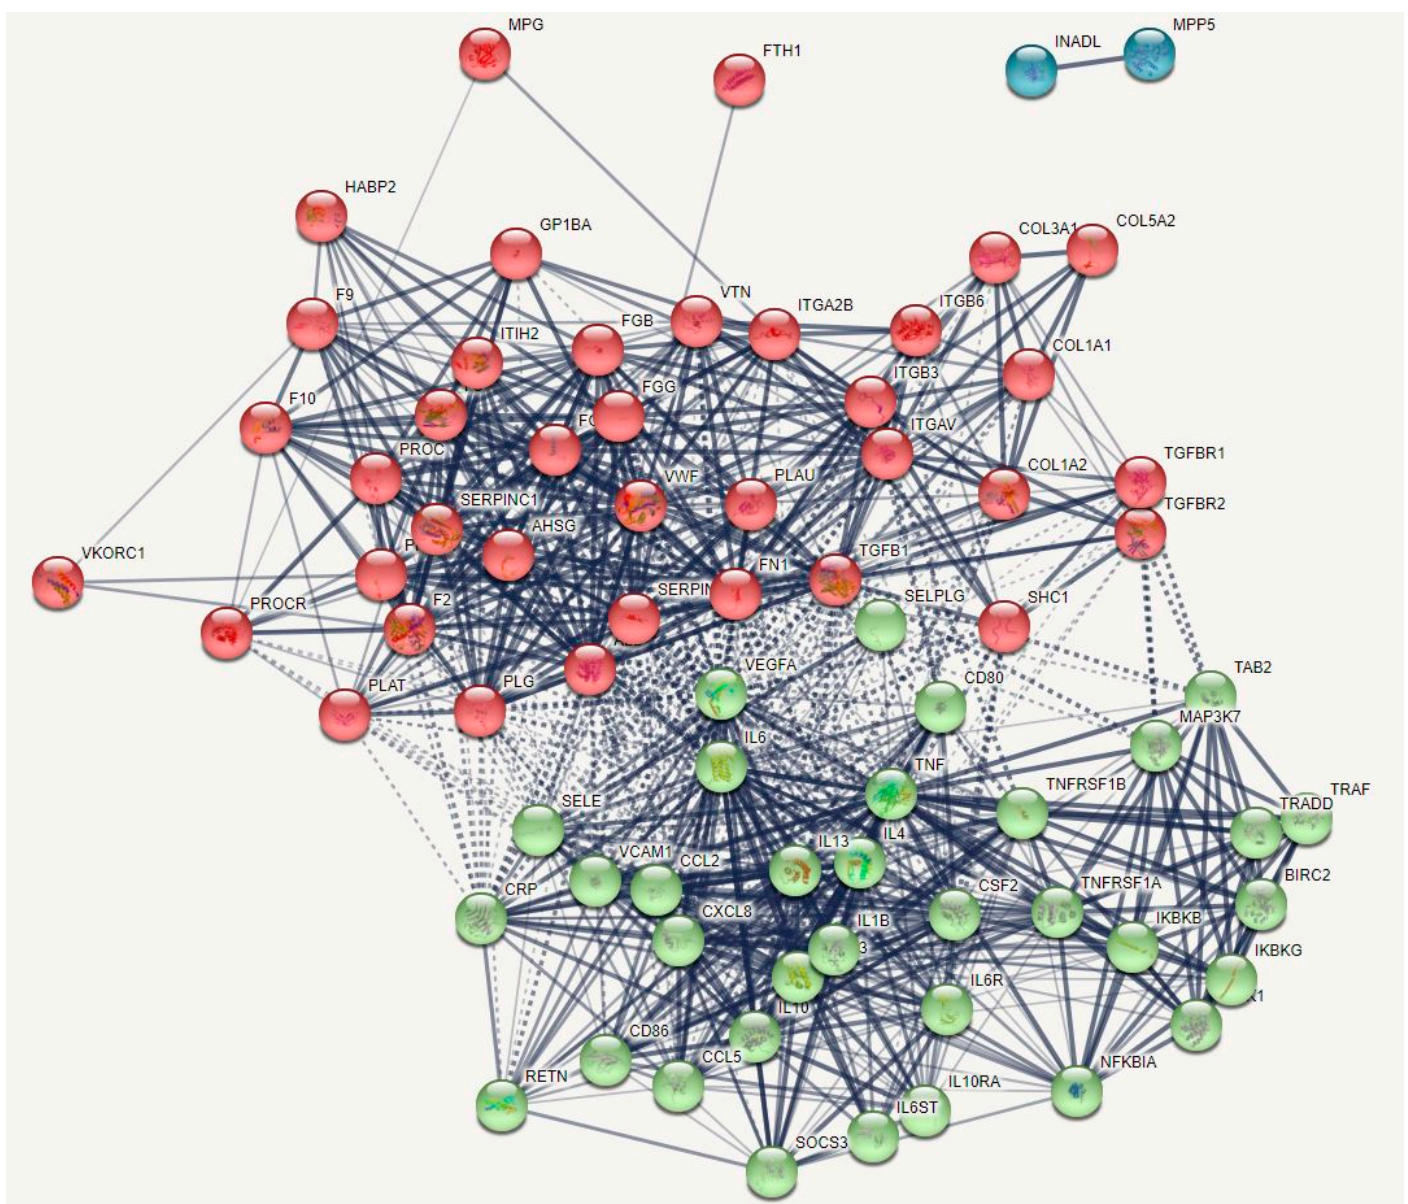 MPG
FTH1
INADL
MPP5
HABP2
GP1BA
COL3A1
COL5A2
F9
VTN
ITGA2B
ITGB6
ITIH2
FGB
COL1A1
ITGB3
FGG
F10
ITGAV
PROC
COL1A2
TGFBR1
VWF
PLAU
SERPINC1
TGFBR2
AHSG
VKORC1
TGFB1
FN1
PROCR
F2
SELPLG
SHC1
VEGFA
CD80
TAB2
PLAT
PLG
MAP3K7
IL6
TNF
TNFRSF1B
TRADD
TRAF
SELE
IL13
IL4
VCAM1
CCL2
BIRC2
CRP
CSF2
TNFRSF1A
CXCL8
IL1B
IKBKB
IKBKG
IL6R
IL10
CD86
CCL5
NFKBIA
RETN
IL10RA
IL6ST
SOCS3